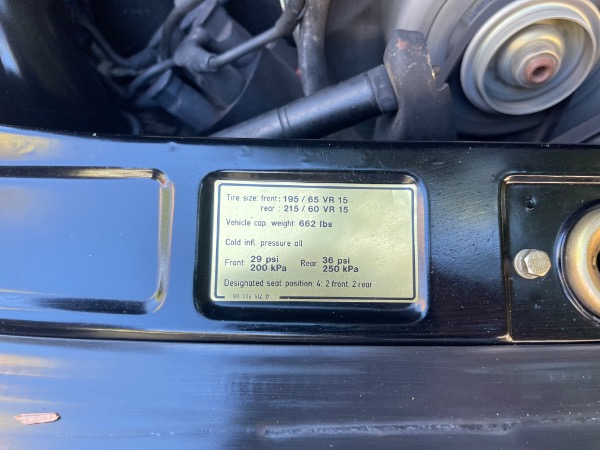 Tire size: front: 195 / 65 VR 15
rear : 215 / 60 VR 15
Vehicle cap. weight: 662 lbs
Cold infl. pressure all
Front: 29 psi Rear: 36 psi
200 kPa 250 kPa
Designated seat position: 4; 2 front: 2 rear